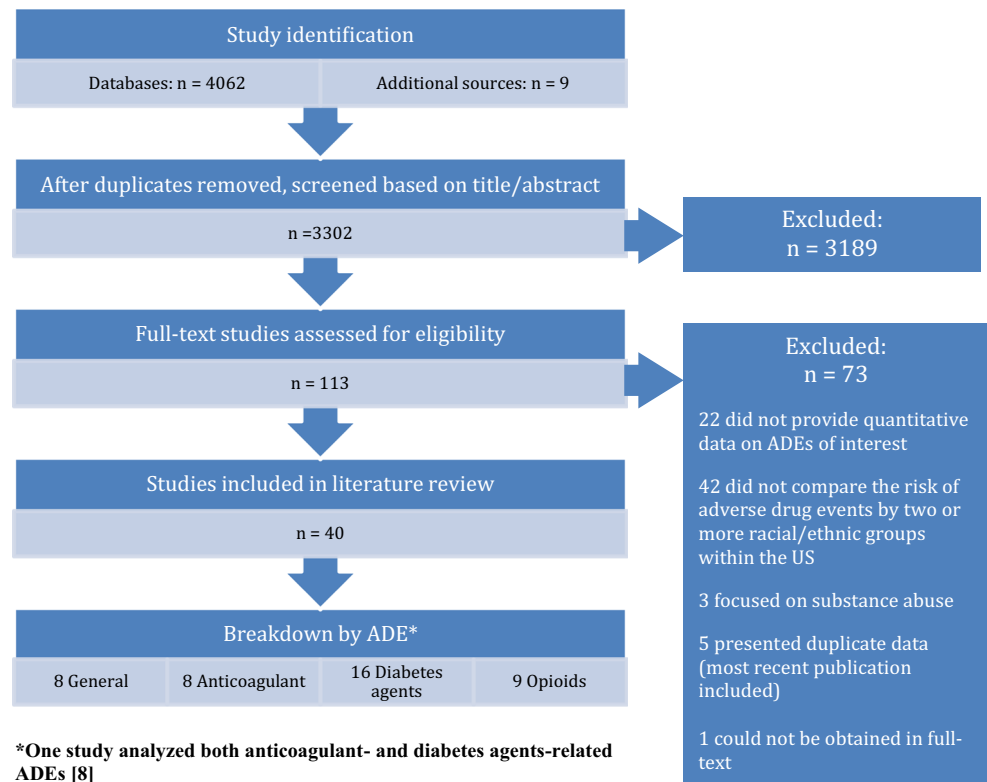 Study identification
Databases: n = 4062
Additional sources: n = 9
After duplicates removed, screened based on title/abstract
n =3302
Excluded:
n = 3189
Full-text studies assessed for eligibility
n = 113
Excluded:
n = 73
22 did not provide quantitative
data on ADEs of interest
42 did not compare the risk of
adverse drug events by two or
more racial/ethnic groups
within the US
3 focused on substance abuse
5 presented duplicate data
(most recent publication
included)
1 could not be obtained in full-
text
Studies included in literature review
n = 40
Breakdown by ADE*
8 General
8 Anticoagulant
16 Diabetes
agents
9 Opioids
*One study analyzed both anticoagulant- and diabetes agents-related
ADEs [8]